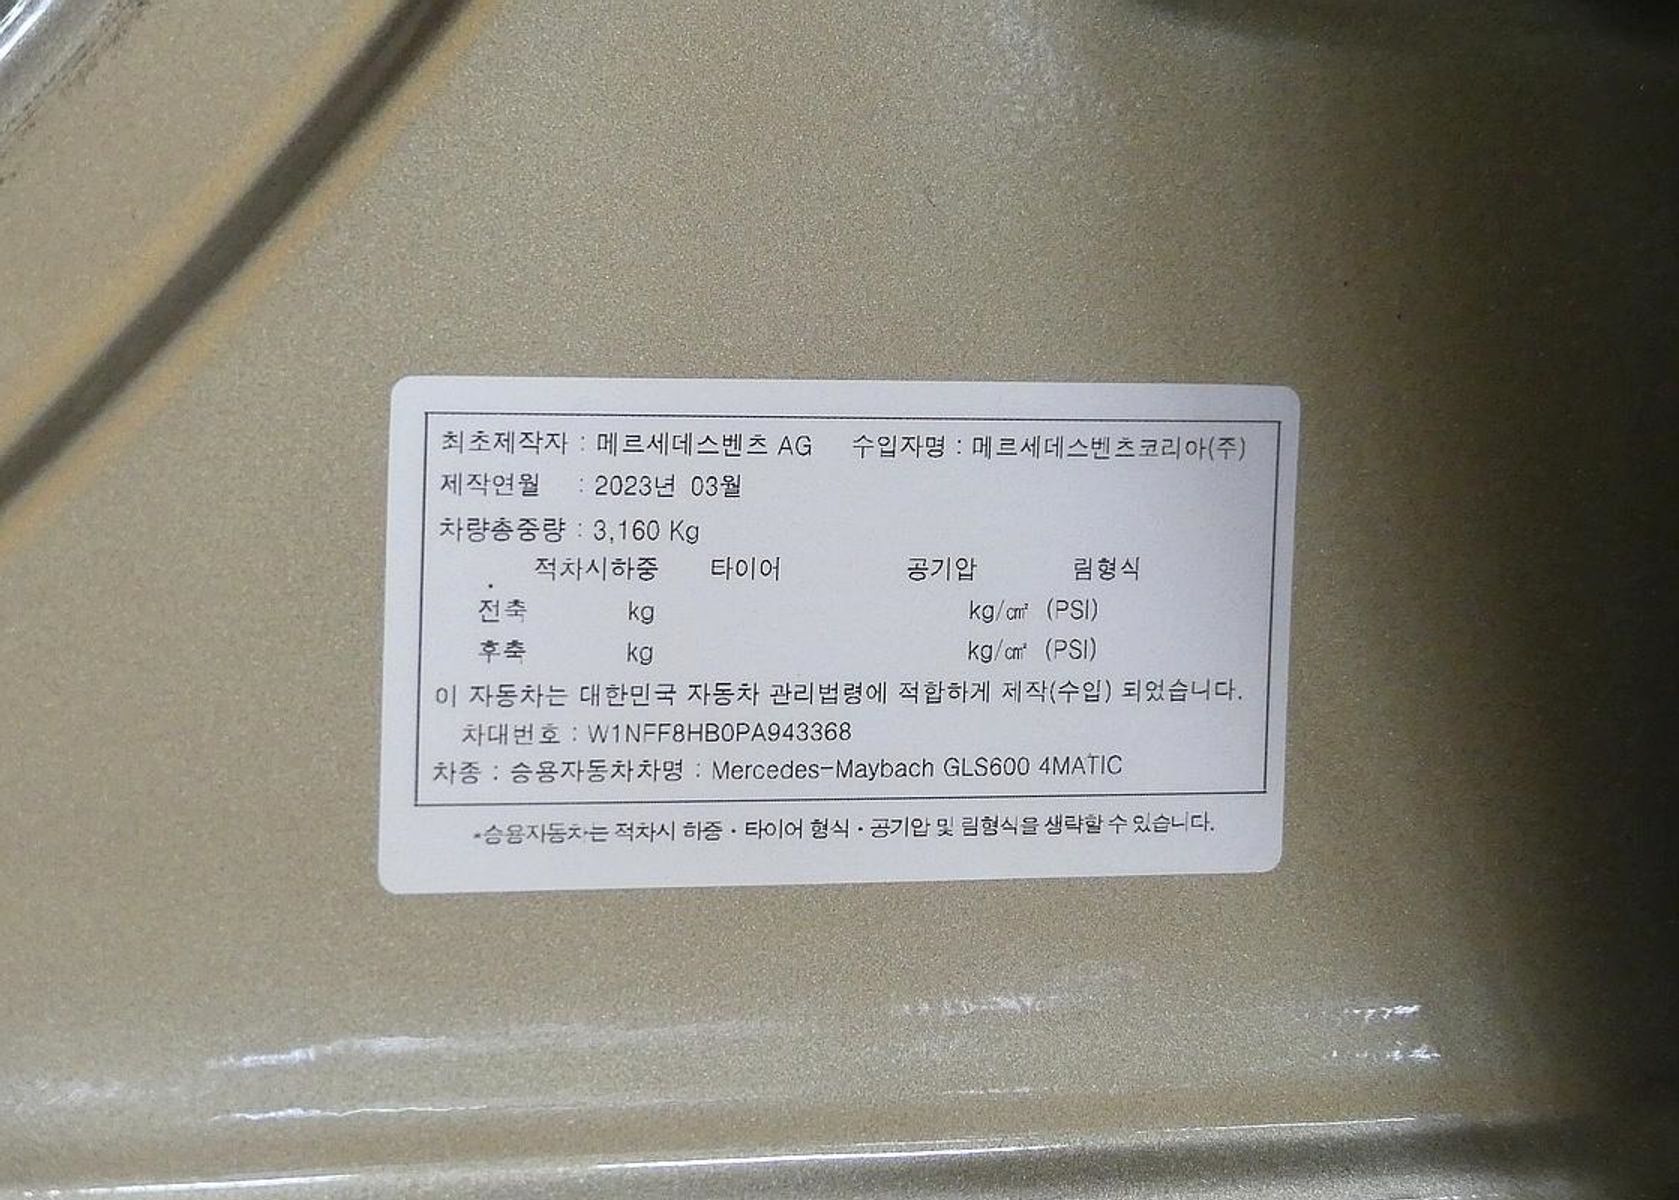 최초제작자 : 메르세데스벤츠 AG 수입자명 : 메르세데스벤츠코리아(주)
제작연월 : 2023년 03월
차량총중량 : 3,160 Kg
적차시하중 타이어 공기압 림형식
전축 kg kg/㎠ (PSI)
후축 kg kg/㎠ (PSI)
이 자동차는 대한민국 자동차 관리법령에 적합하게 제작(수입) 되었습니다.
차대번호 : W1NFF8HB0PA943368
차종 : 승용자동차차명 : Mercedes-Maybach GLS600 4MATIC
*승용자동차는 적차시 하중·타이어 형식·공기압 및 림형식을 생략할 수 있습니다.